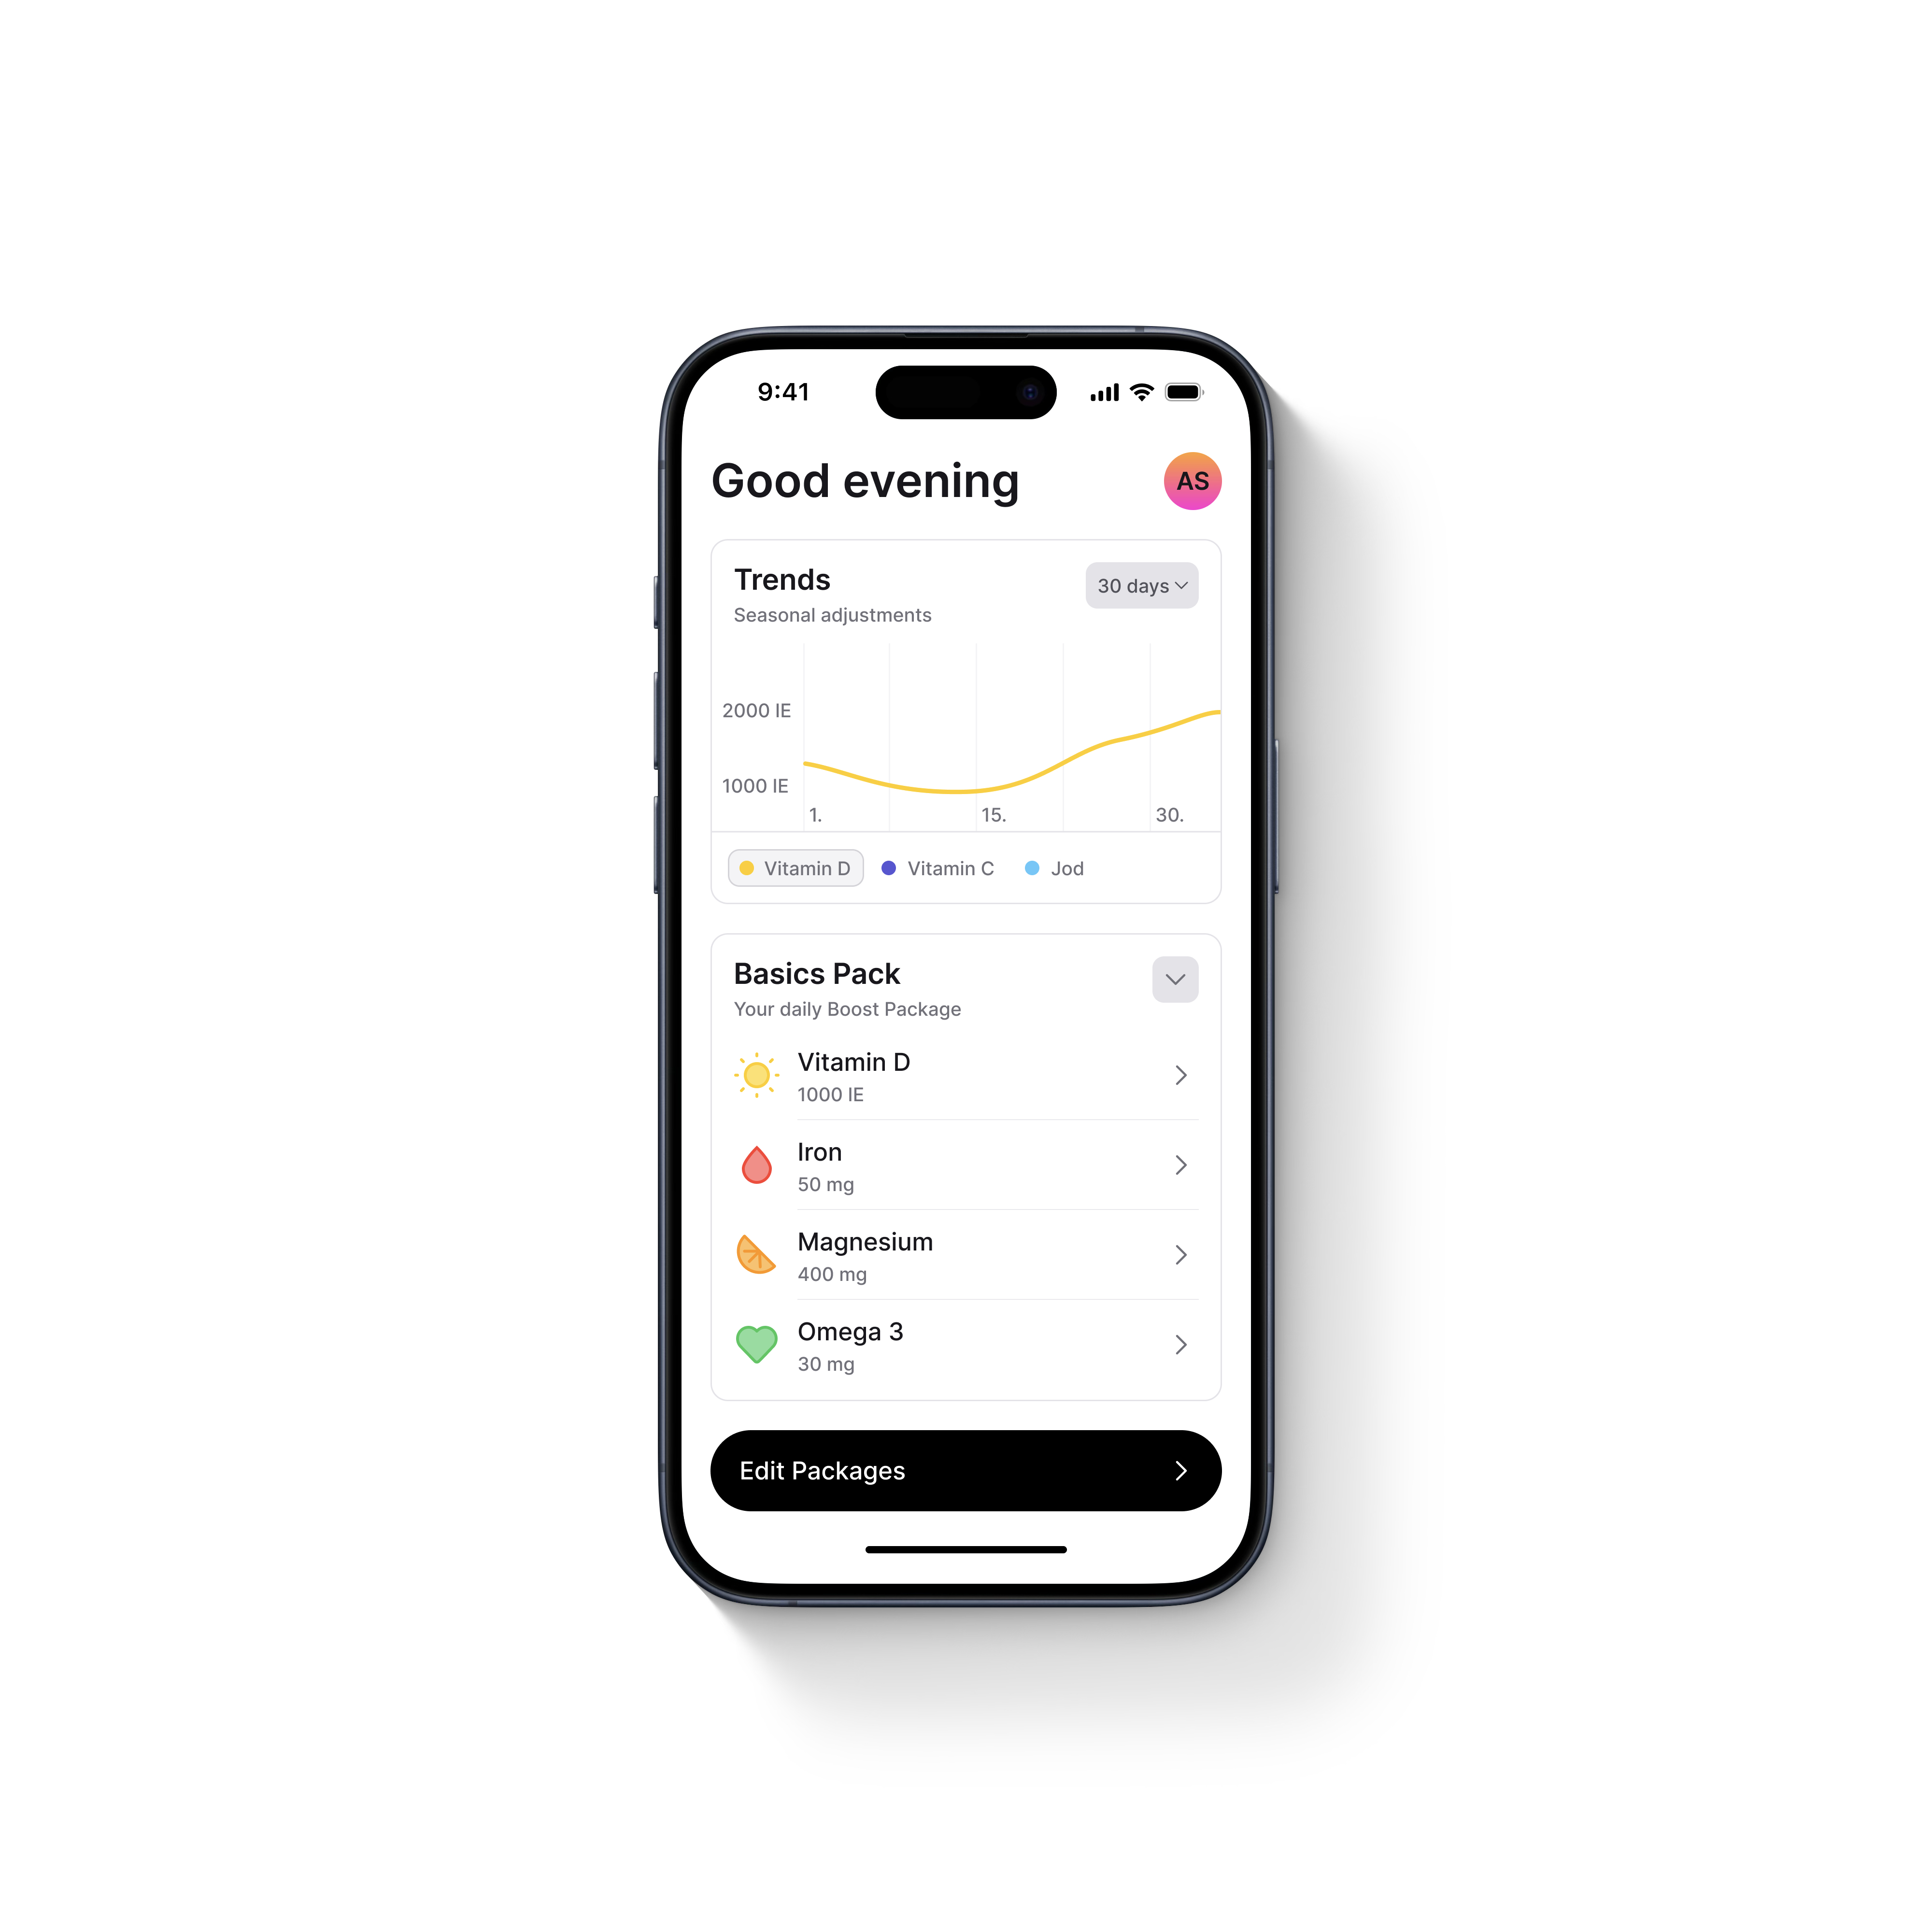 9:41
Good evening
AS
Trends
30 days
Seasonal adjustments
2000 IE
1000 IE
1.
15.
30.
Vitamin D
Vitamin C
Jod
Basics Pack
Your daily Boost Package
Vitamin D
1000 IE
Iron
50 mg
Magnesium
400 mg
Omega 3
30 mg
Edit Packages